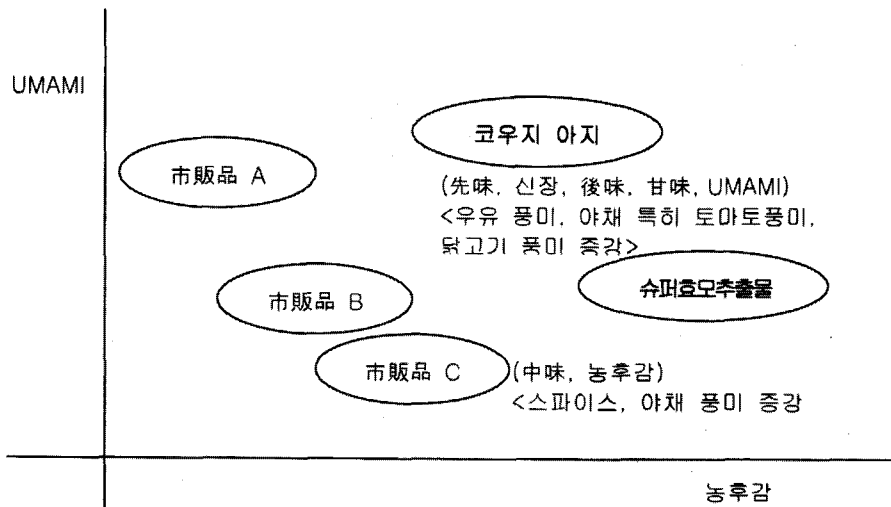 UMAMI
코우지 아지
市販品 A
(先味, 신장, 後味, 甘味, UMAMI)
<우유 풍미, 야채 특히 토마토풍미,
닭고기 풍미 증강>
슈퍼효모추출물
市販品 B
市販品 C
(中味, 농후감)
<스파이스, 야채 풍미 증강
농후감